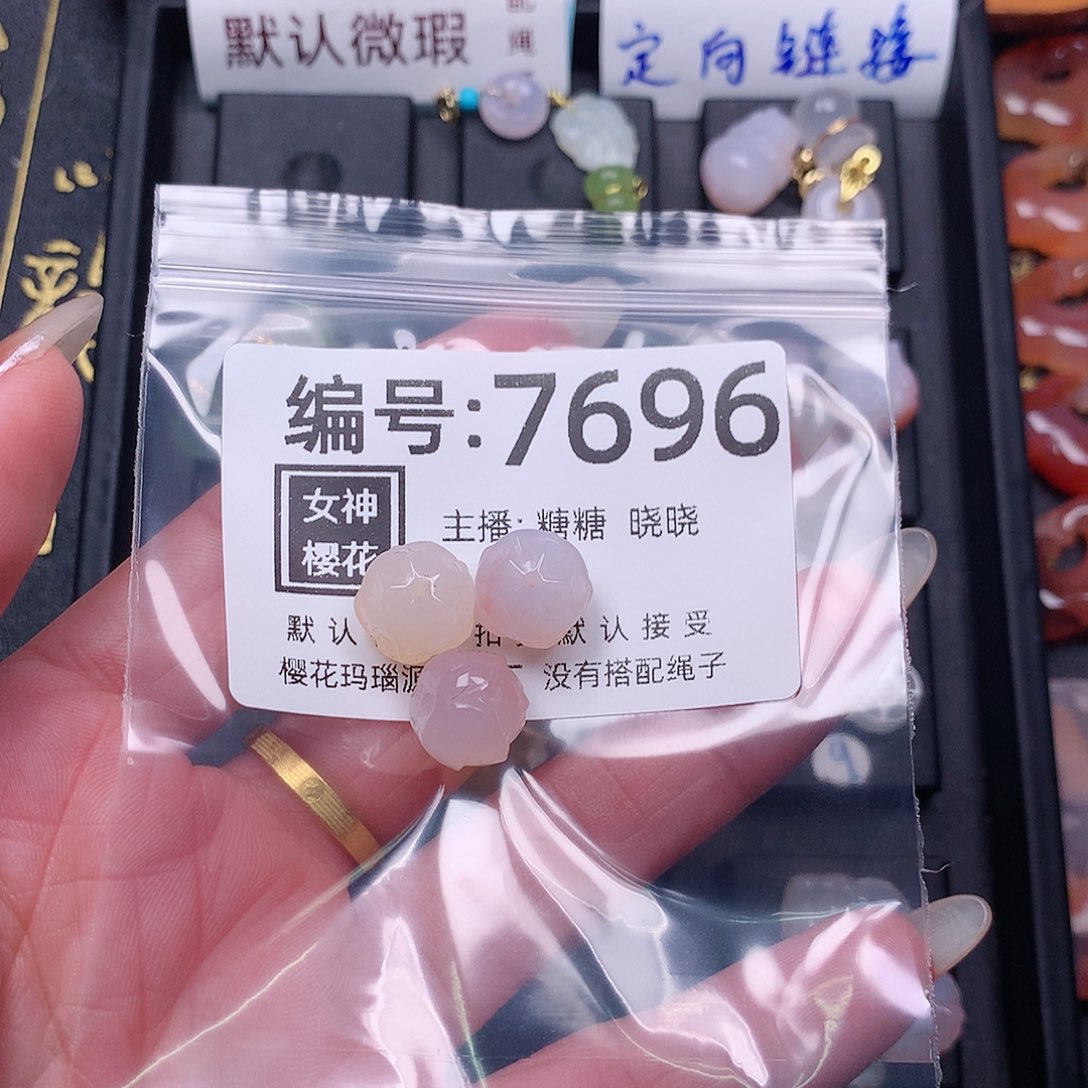 默认微瑕
定向链接
编号:7696
女神
樱花
主播:糖糖 晓晓
默认 默认接受
樱花玛瑙源 没有搭配绳子